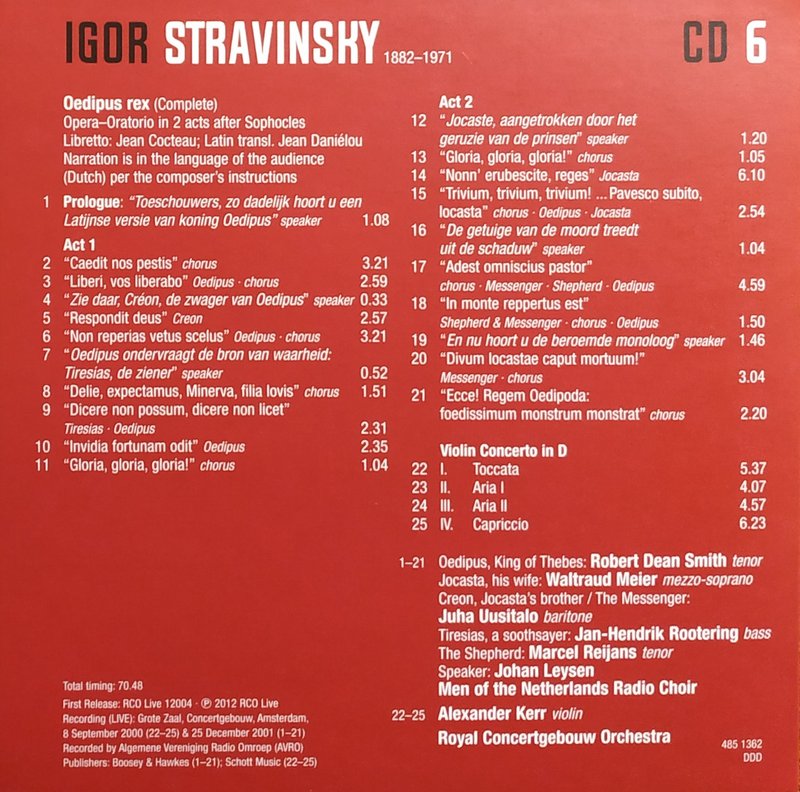 IGOR STRAVINSKY 1882–1971
CD 6
Oedipus rex (Complete)
Opera–Oratorio in 2 acts after Sophocles
Libretto: Jean Cocteau; Latin transl. Jean Daniélou
Narration is in the language of the audience
(Dutch) per the composer's instructions
1 Prologue: "Toeschouwers, zo dadelijk hoort u een
Latijnse versie van koning Oedipus" speaker 1.08
Act 1
2 "Caedit nos pestis" chorus 3.21
3 "Liberi, vos liberabo" Oedipus · chorus 2.59
4 "Zie daar, Créon, de zwager van Oedipus" speaker 0.33
5 "Respondit deus" Creon 2.57
6 "Non reperias vetus scelus" Oedipus · chorus 3.21
7 "Oedipus ondervraagt de bron van waarheid:
Tiresias, de ziener" speaker 0.52
8 "Delie, expectamus, Minerva, filia Iovis" chorus 1.51
9 "Dicere non possum, dicere non licet"
Tiresias · Oedipus 2.31
10 "Invidia fortunam odit" Oedipus 2.35
11 "Gloria, gloria, gloria!" chorus 1.04
Act 2
12 "Jocaste, aangetrokken door het
geruzie van de prinsen" speaker 1.20
13 "Gloria, gloria, gloria!" chorus 1.05
14 "Nonn' erubescite, reges" Jocasta 6.10
15 "Trivium, trivium, trivium! ... Pavesco subito,
Iocasta" chorus · Oedipus · Jocasta 2.54
16 "De getuige van de moord treedt
uit de schaduw" speaker 1.04
17 "Adest omniscius pastor"
chorus · Messenger · Shepherd · Oedipus 4.59
18 "In monte reppertus est"
Shepherd & Messenger · chorus · Oedipus 1.50
19 "En nu hoort u de beroemde monoloog" speaker 1.46
20 "Divum Iocastae caput mortuum!"
Messenger · chorus 3.04
21 "Ecce! Regem Oedipoda:
foedissimum monstrum monstrat" chorus 2.20
Violin Concerto in D
22 I. Toccata 5.37
23 II. Aria I 4.07
24 III. Aria II 4.57
25 IV. Capriccio 6.23
1–21 Oedipus, King of Thebes: Robert Dean Smith tenor
Jocasta, his wife: Waltraud Meier mezzo-soprano
Creon, Jocasta's brother / The Messenger:
Juha Uusitalo baritone
Tiresias, a soothsayer: Jan-Hendrik Rootering bass
The Shepherd: Marcel Reijans tenor
Speaker: Johan Leysen
Men of the Netherlands Radio Choir
22–25 Alexander Kerr violin
Royal Concertgebouw Orchestra
Total timing: 70.48
First Release: RCO Live 12004 · ℗ 2012 RCO Live
Recording (LIVE): Grote Zaal, Concertgebouw, Amsterdam,
8 September 2000 (22–25) & 25 December 2001 (1–21)
Recorded by Algemene Vereniging Radio Omroep (AVRO)
Publishers: Boosey & Hawkes (1–21); Schott Music (22–25)
485 1362
DDD